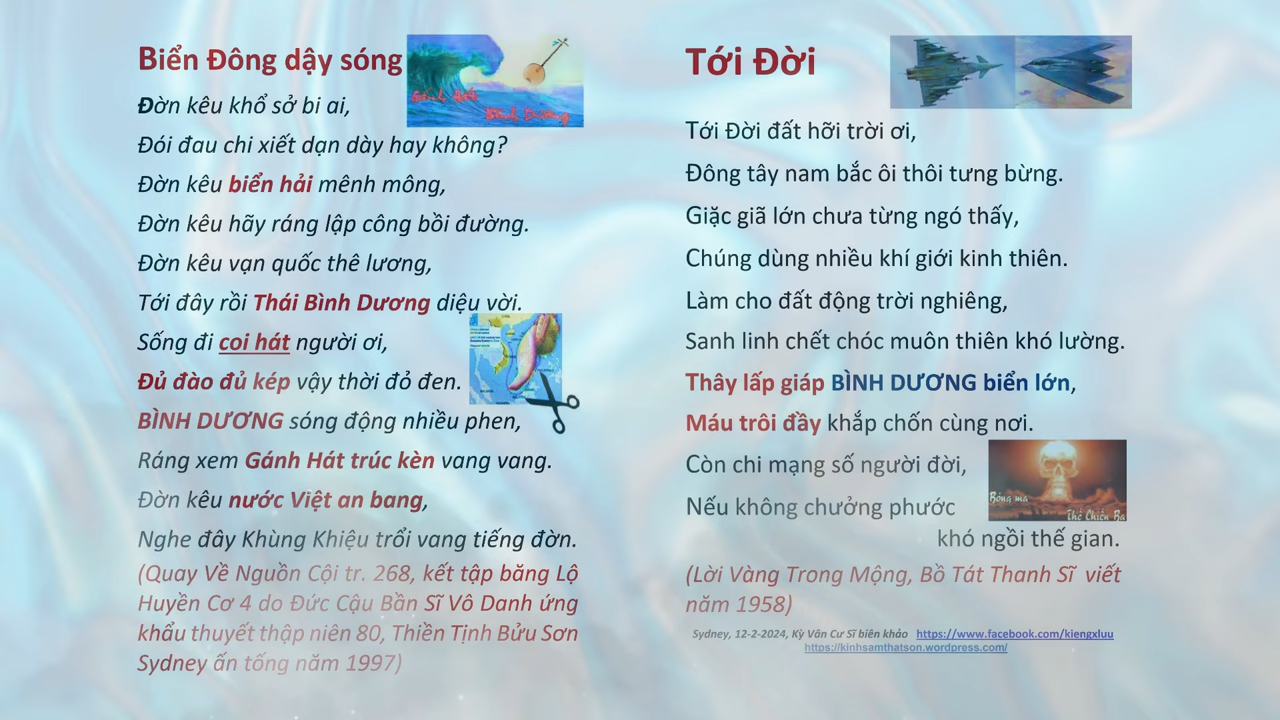 Biển Đông dậy sóng
Gánh Hát
Bình Dương
Đờn kêu khổ sở bi ai,
Đói đau chi xiết dạn dày hay không?
Đờn kêu biển hải mênh mông,
Đờn kêu hãy ráng lập công bồi đường.
Đờn kêu vạn quốc thê lương,
Tới đây rồi Thái Bình Dương diệu vời.
Sống đi coi hát người ơi,
Đủ đào đủ kép vậy thời đỏ đen.
BÌNH DƯƠNG sóng động nhiều phen,
Ráng xem Gánh Hát trúc kèn vang vang.
Đờn kêu nước Việt an bang,
Nghe đây Khùng Khiệu trổi vang tiếng đờn.
(Quay Về Nguồn Cội tr. 268, kết tập băng Lộ
Huyền Cơ 4 do Đức Cậu Bần Sĩ Vô Danh ứng
khẩu thuyết thập niên 80, Thiền Tịnh Bửu Sơn
Sydney ấn tống năm 1997)
Tới Đời
Tới Đời đất hỡi trời ơi,
Đông tây nam bắc ôi thôi tưng bừng.
Giặc giã lớn chưa từng ngó thấy,
Chúng dùng nhiều khí giới kinh thiên.
Làm cho đất động trời nghiêng,
Sanh linh chết chóc muôn thiên khó lường.
Thây lấp giáp BÌNH DƯƠNG biển lớn,
Máu trôi đầy khắp chốn cùng nơi.
Còn chi mạng số người đời,
Nếu không chưởng phước
khó ngồi thế gian.
Bóng ma
Thế Chiến Ba
(Lời Vàng Trong Mộng, Bồ Tát Thanh Sĩ viết
năm 1958)
Sydney, 12-2-2024, Kỳ Vân Cư Sĩ biên khảo https://www.facebook.com/kiengxluu
https://kinhsamthatson.wordpress.com/